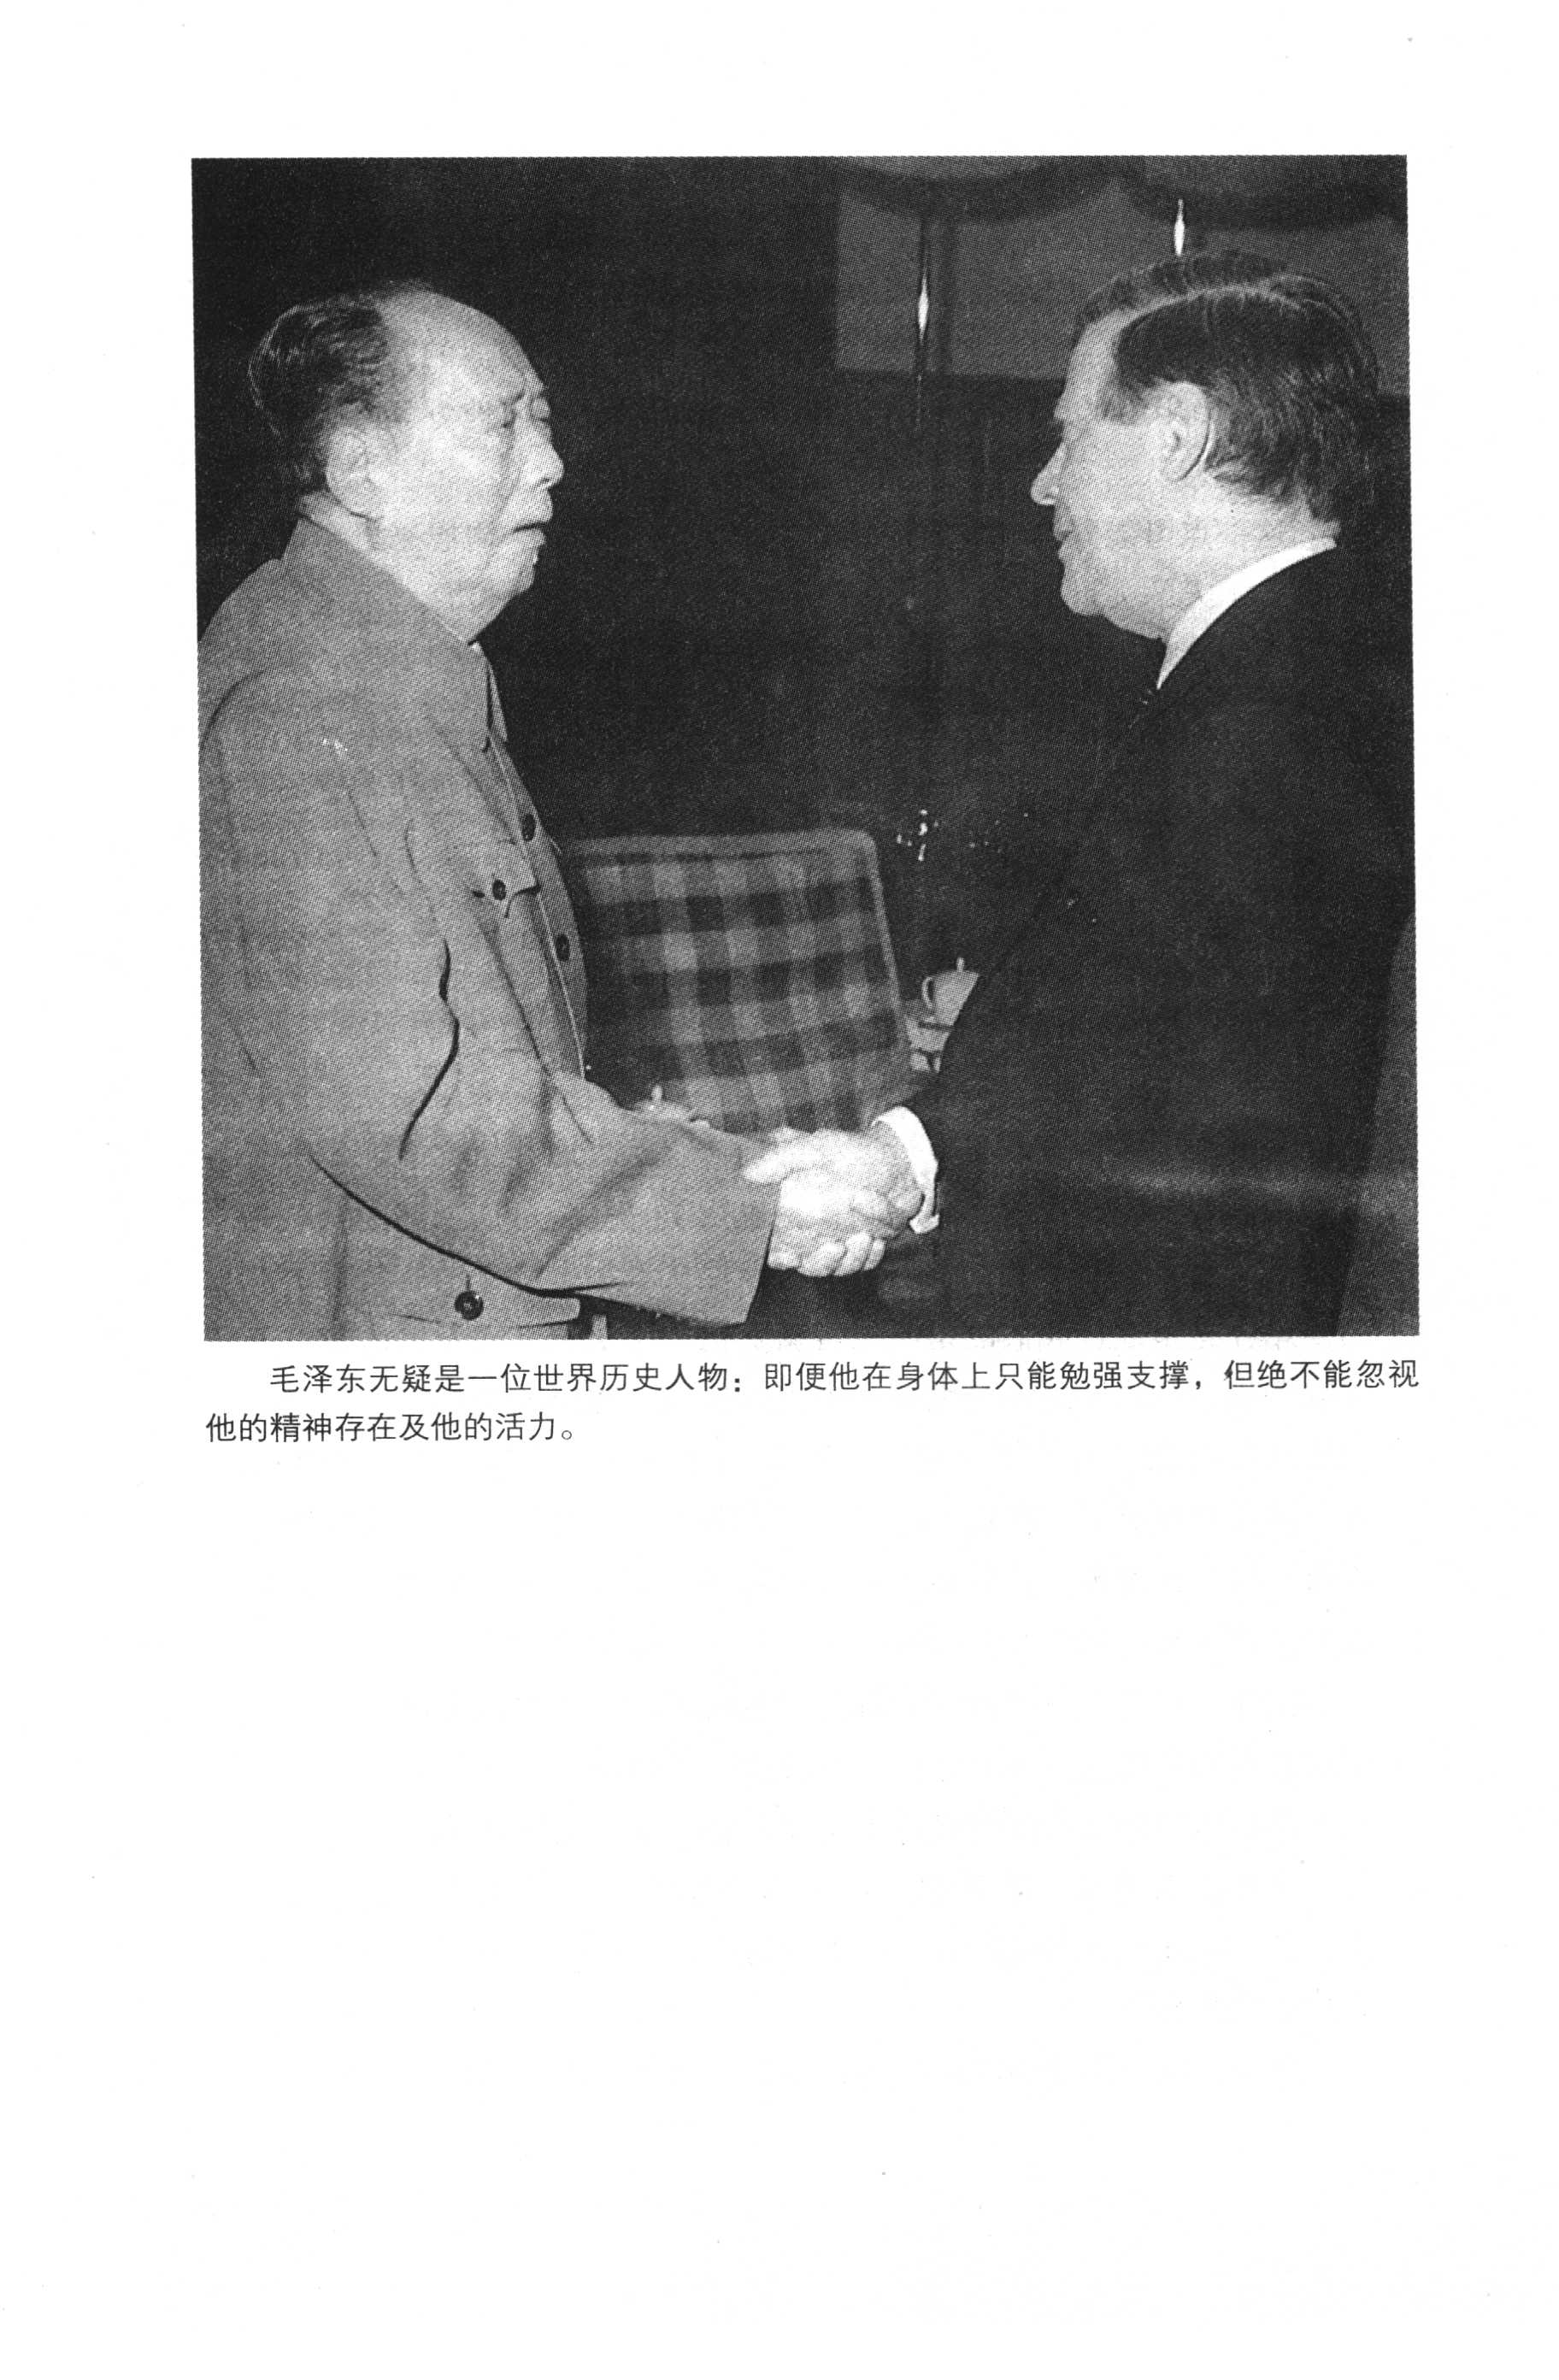 毛泽东无疑是一位世界历史人物：即便他在身体上只能勉强支撑，但绝不能忽视
他的精神存在及他的活力。